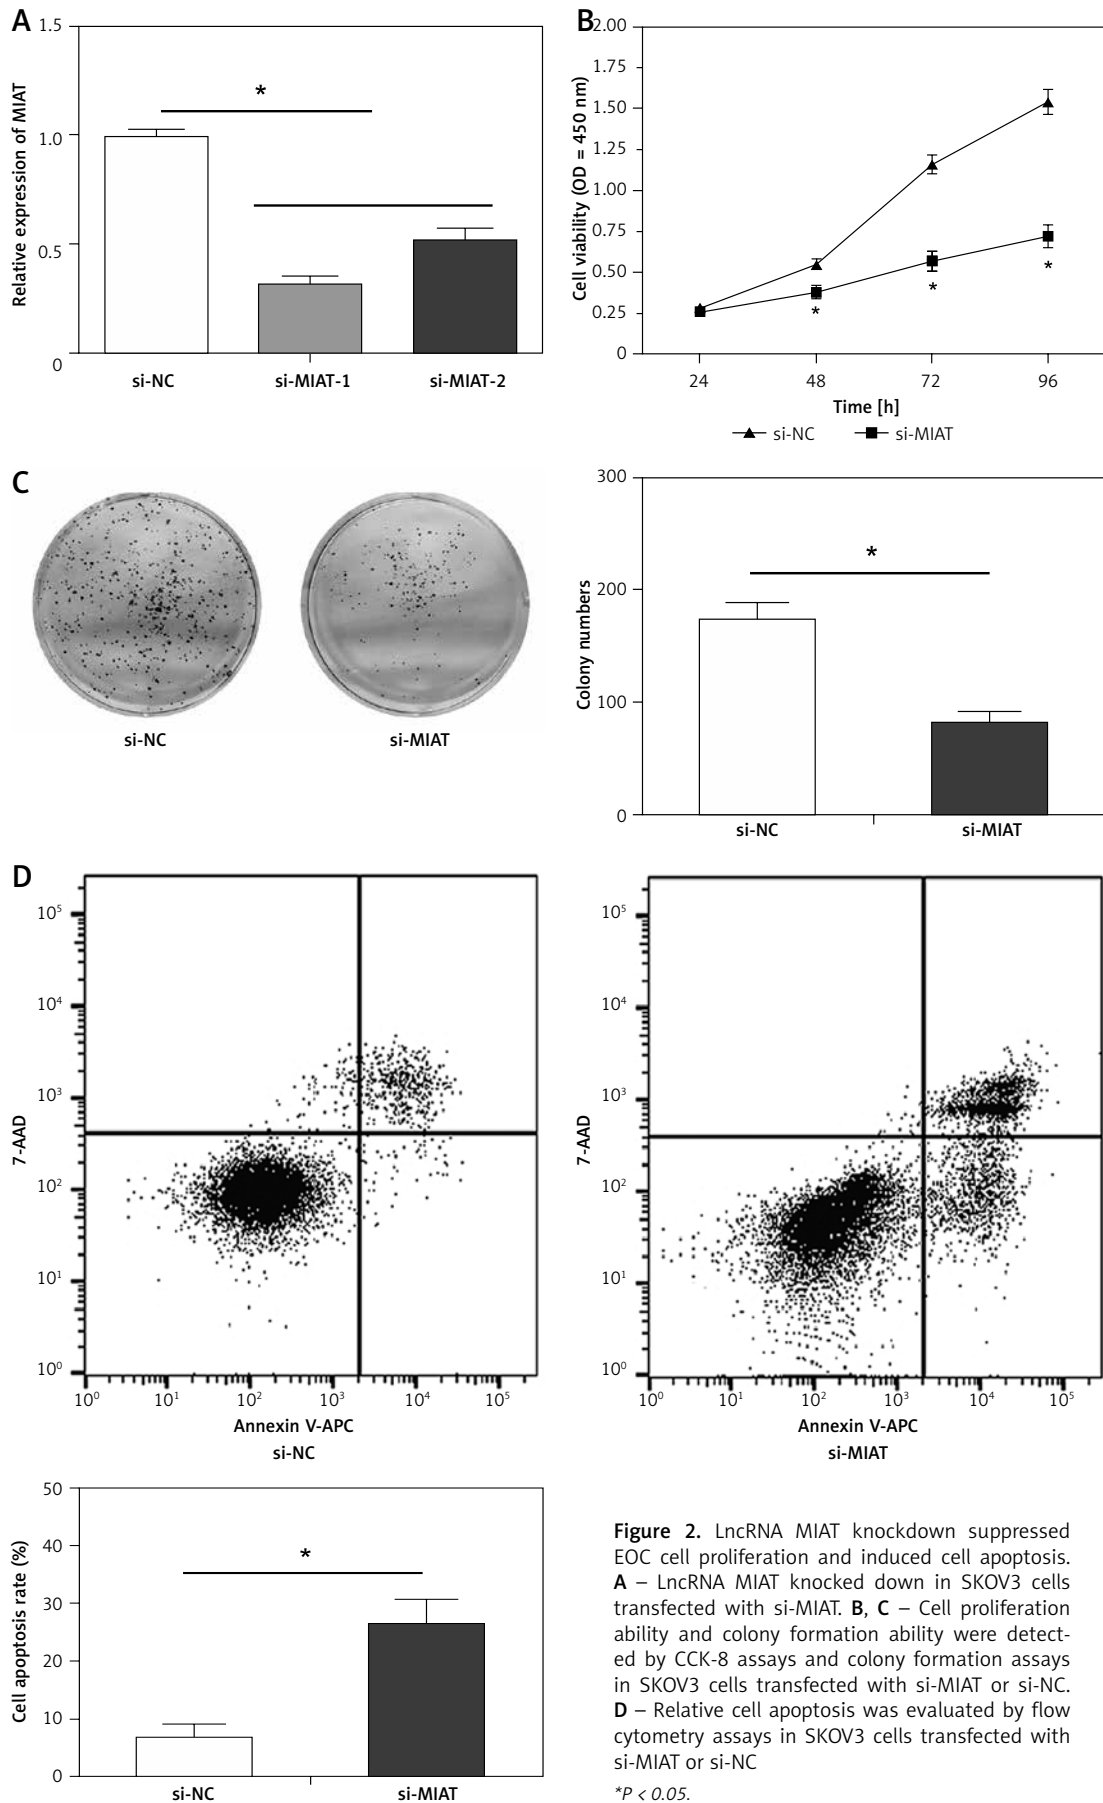 A
1.5
1.0
0.5
0
Relative expression of MIAT
*
si-NC
si-MIAT-1
si-MIAT-2
B
2.00
1.75
1.50
1.25
1.00
0.75
0.50
0.25
0
Cell viability (OD = 450 nm)
*
*
*
24
48
72
96
Time [h]
si-NC
si-MIAT
C
si-NC
si-MIAT
300
200
100
0
Colony numbers
*
si-NC
si-MIAT
D
10⁵
10⁴
10³
10²
10¹
10⁰
7-AAD
10⁰
10¹
10²
10³
10⁴
10⁵
Annexin V-APC
si-NC
10⁵
10⁴
10³
10²
10¹
10⁰
7-AAD
10⁰
10¹
10²
10³
10⁴
10⁵
Annexin V-APC
si-MIAT
50
40
30
20
10
0
Cell apoptosis rate (%)
*
si-NC
si-MIAT
Figure 2. LncRNA MIAT knockdown suppressed
EOC cell proliferation and induced cell apoptosis.
A – LncRNA MIAT knocked down in SKOV3 cells
transfected with si-MIAT. B, C – Cell proliferation
ability and colony formation ability were detect-
ed by CCK-8 assays and colony formation assays
in SKOV3 cells transfected with si-MIAT or si-NC.
D – Relative cell apoptosis was evaluated by flow
cytometry assays in SKOV3 cells transfected with
si-MIAT or si-NC
*P < 0.05.